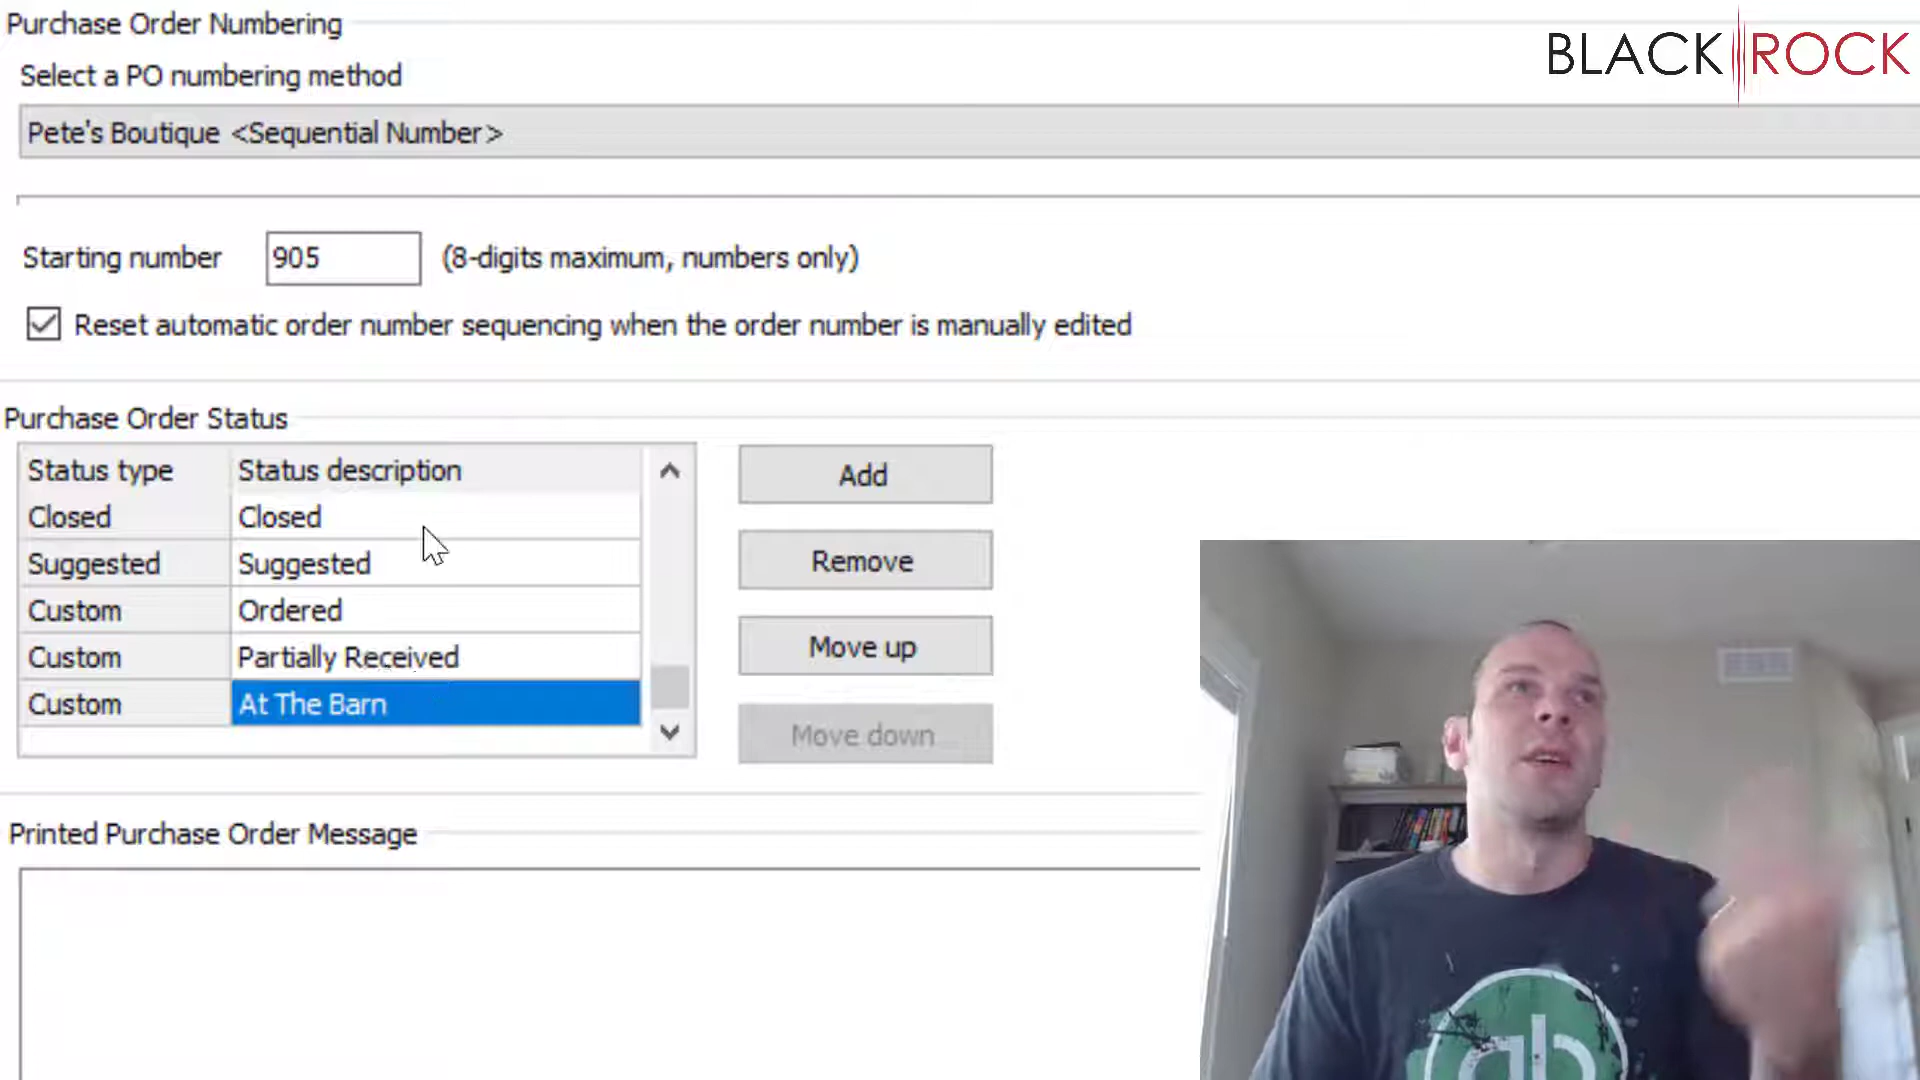 Purchase Order Numbering
BLACK ROCK
Select a PO numbering method
Pete's Boutique <Sequential Number>
Starting number 905 (8-digits maximum, numbers only)
Reset automatic order number sequencing when the order number is manually edited
Purchase Order Status
Status type Status description
Closed Closed
Suggested Suggested
Custom Ordered
Custom Partially Received
Custom At The Barn
Add
Remove
Move up
Move down
Printed Purchase Order Message
qb